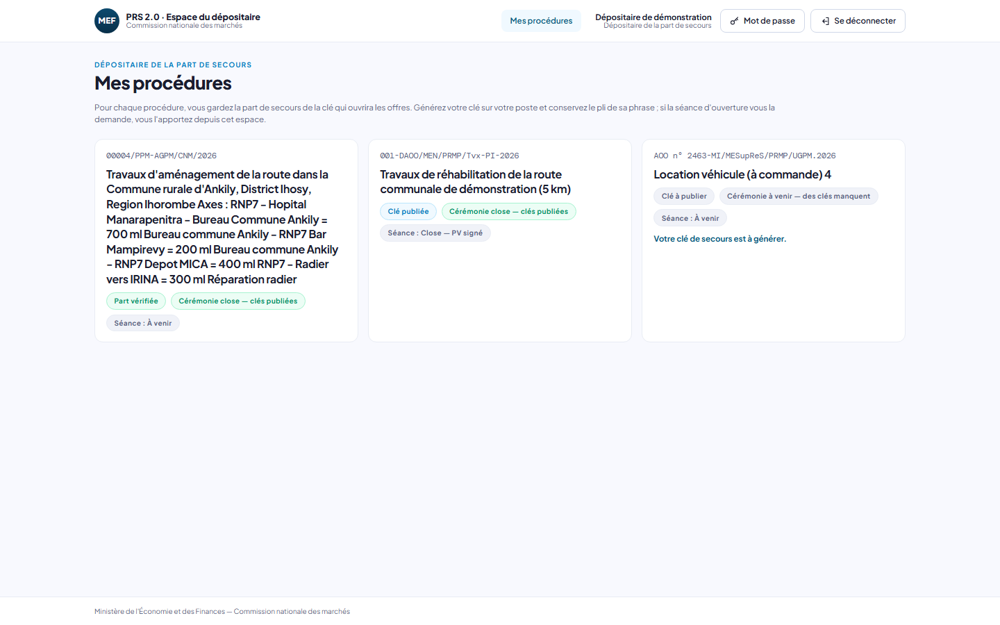 MEF
PRS 2.0 · Espace du dépositaire
Commission nationale des marchés
Mes procédures
Dépositaire de démonstration
Dépositaire de la part de secours
Mot de passe
Se déconnecter
DÉPOSITAIRE DE LA PART DE SECOURS
Mes procédures
Pour chaque procédure, vous gardez la part de secours de la clé qui ouvrira les offres. Générez votre clé sur votre poste et conservez le pli de sa phrase ; si la séance d'ouverture vous la
demande, vous l'apportez depuis cet espace.
00004/PPM-AGPM/CNM/2026
Travaux d'aménagement de la route dans la
Commune rurale d'Ankily, District Ihosy,
Region Ihorombe Axes : RNP7 - Hopital
Manarapenitra - Bureau Commune Ankily =
700 ml Bureau commune Ankily - RNP7 Bar
Mampirevy = 200 ml Bureau commune Ankily
- RNP7 Depot MICA = 400 ml RNP7 - Radier
vers IRINA = 300 ml Réparation radier
Part vérifiée
Cérémonie close — clés publiées
Séance : À venir
001-DAOO/MEN/PRMP/Tvx-PI-2026
Travaux de réhabilitation de la route
communale de démonstration (5 km)
Clé publiée
Cérémonie close — clés publiées
Séance : Close — PV signé
AOO n° 2463-MI/MESupReS/PRMP/UGPM.2026
Location véhicule (à commande) 4
Clé à publier
Cérémonie à venir — des clés manquent
Séance : À venir
Votre clé de secours est à générer.
Ministère de l'Économie et des Finances — Commission nationale des marchés